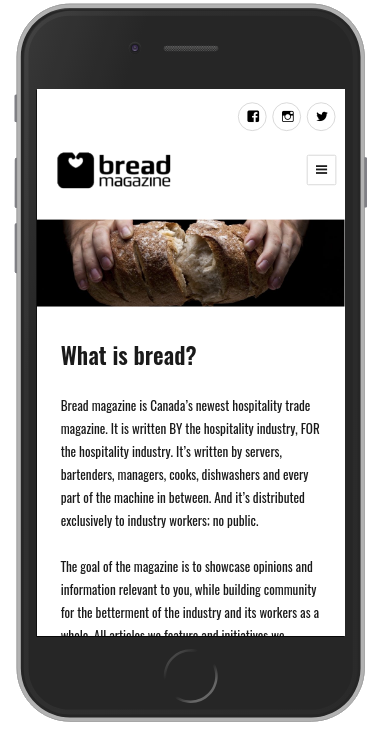 bread
magazine
What is bread?
Bread magazine is Canada's newest hospitality trade
magazine. It is written BY the hospitality industry, FOR
the hospitality industry. It's written by servers,
bartenders, managers, cooks, dishwashers and every
part of the machine in between. And it's distributed
exclusively to industry workers: no public.
The goal of the magazine is to showcase opinions and
information relevant to you, while building community
for the betterment of the industry and its workers as a
whole. All articles we feature and initiatives we